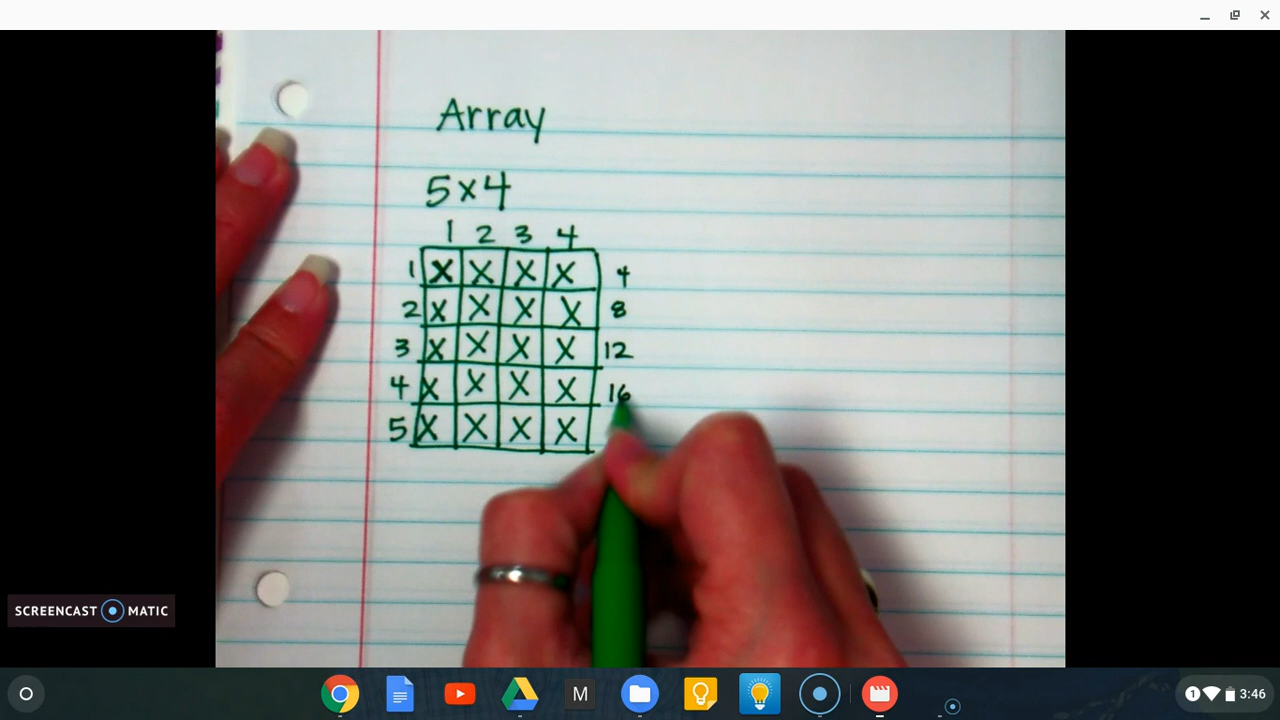 Array
5x4
1 2 3 4
1 X X X X 4
2 X X X X 8
3 X X X X 12
4 X X X X 16
5 X X X X
SCREENCAST MATIC
M
1 3:46